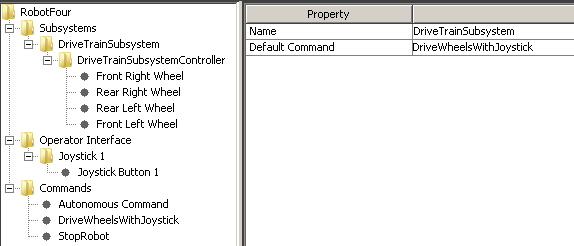 RobotFour
Subsystems
DriveTrainSubsystem
DriveTrainSubsystemController
Front Right Wheel
Rear Right Wheel
Rear Left Wheel
Front Left Wheel
Operator Interface
Joystick 1
Joystick Button 1
Commands
Autonomous Command
DriveWheelsWithJoystick
StopRobot
Property
Name DriveTrainSubsystem
Default Command DriveWheelsWithJoystick